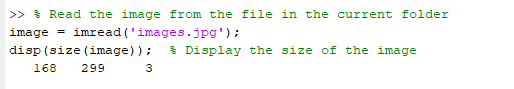 >> % Read the image from the file in the current folder
image = imread('images.jpg');
disp(size(image));  % Display the size of the image
   168   299     3